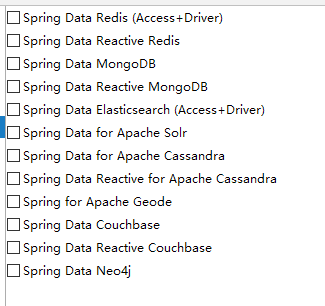 Spring Data Redis (Access+Driver)
Spring Data Reactive Redis
Spring Data MongoDB
Spring Data Reactive MongoDB
Spring Data Elasticsearch (Access+Driver)
Spring Data for Apache Solr
Spring Data for Apache Cassandra
Spring Data Reactive for Apache Cassandra
Spring for Apache Geode
Spring Data Couchbase
Spring Data Reactive Couchbase
Spring Data Neo4j